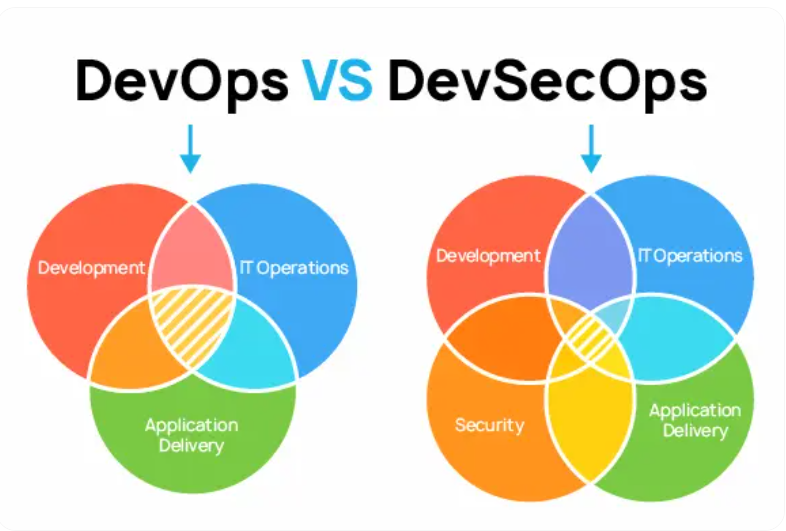 DevOps VS DevSecOps
Development
IT Operations
Application
Delivery
Development
IT Operations
Security
Application
Delivery